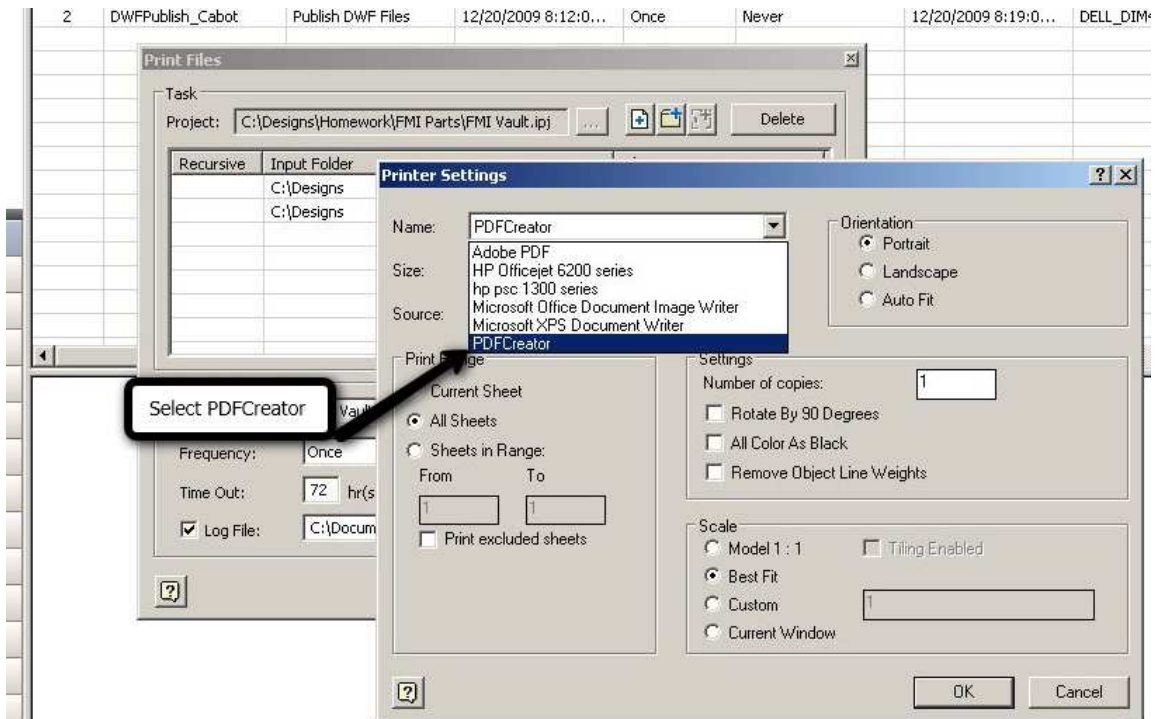 2 DWFPublish_Cabot Publish DWF Files 12/20/2009 8:12:0... Once Never 12/20/2009 8:19:0... DELL_DIM4
Print Files
Task
Project: C:\Designs\Homework\FMI Parts\FMI Vault.ipj ... Delete
Recursive Input Folder
C:\Designs
C:\Designs
Select PDFCreator
Vault
Frequency: Once
Time Out: 72 hr(s
Log File: C:\Docum
Printer Settings
Name: PDFCreator
Adobe PDF
HP Officejet 6200 series
hp psc 1300 series
Microsoft Office Document Image Writer
Microsoft XPS Document Writer
PDFCreator
Size:
Source:
Orientation
Portrait
Landscape
Auto Fit
Print
Current Sheet
All Sheets
Sheets in Range:
From To
1 1
Print excluded sheets
Settings
Number of copies: 1
Rotate By 90 Degrees
All Color As Black
Remove Object Line Weights
Scale
Model 1 : 1 Tiling Enabled
Best Fit
Custom 1
Current Window
OK Cancel